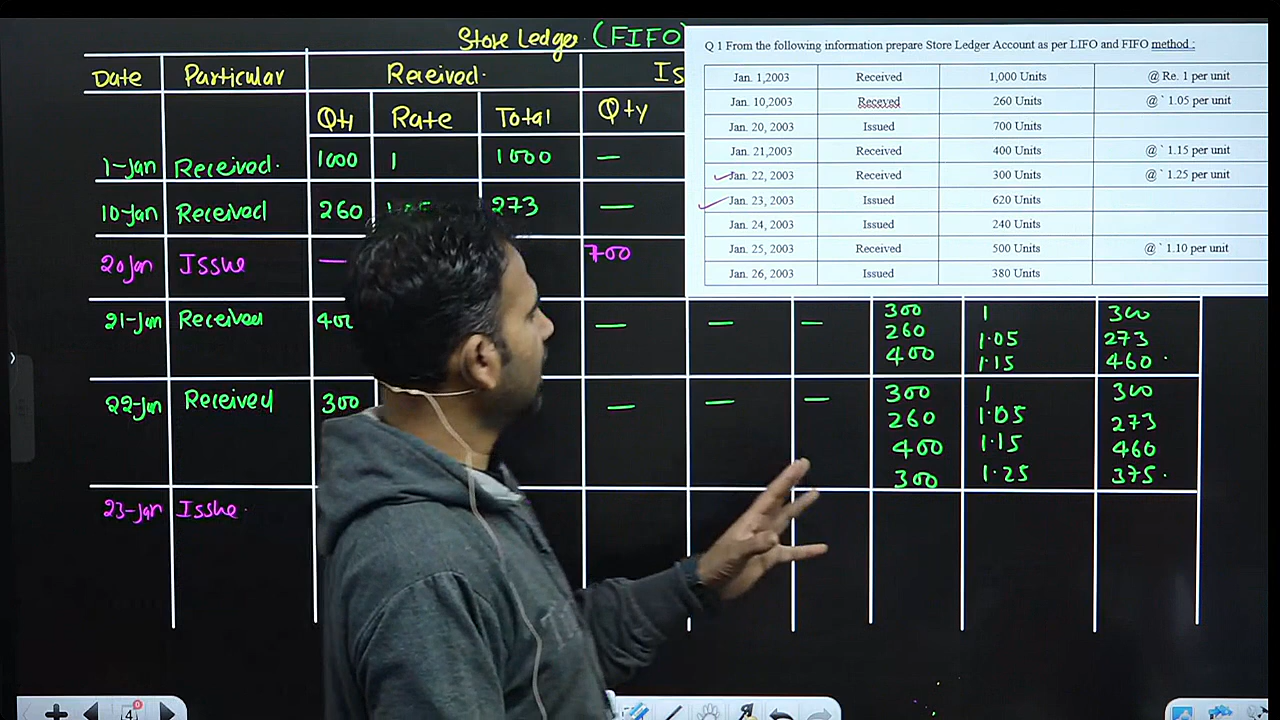 Store Ledger (FIFO)
Date Particular Received. Is
Qty Rate Total Qty
1-Jan Received. 1000 1 1000 —
10-Jan Received 260 273 —
20 Jan Issue — 700
21-Jan Received 400 — — — 300 1 300
260 1.05 273
400 1.15 460.
22-Jan Received 300 — — — 300 1 300
260 1.05 273
400 1.15 460
300 1.25 375.
23-Jan Issue.
Q 1 From the following information prepare Store Ledger Account as per LIFO and FIFO method :
Jan. 1,2003 Received 1,000 Units @ Re. 1 per unit
Jan. 10,2003 Receved 260 Units @ ` 1.05 per unit
Jan. 20, 2003 Issued 700 Units
Jan. 21,2003 Received 400 Units @ ` 1.15 per unit
Jan. 22, 2003 Received 300 Units @ ` 1.25 per unit
Jan. 23, 2003 Issued 620 Units
Jan. 24, 2003 Issued 240 Units
Jan. 25, 2003 Received 500 Units @ ` 1.10 per unit
Jan. 26, 2003 Issued 380 Units
4